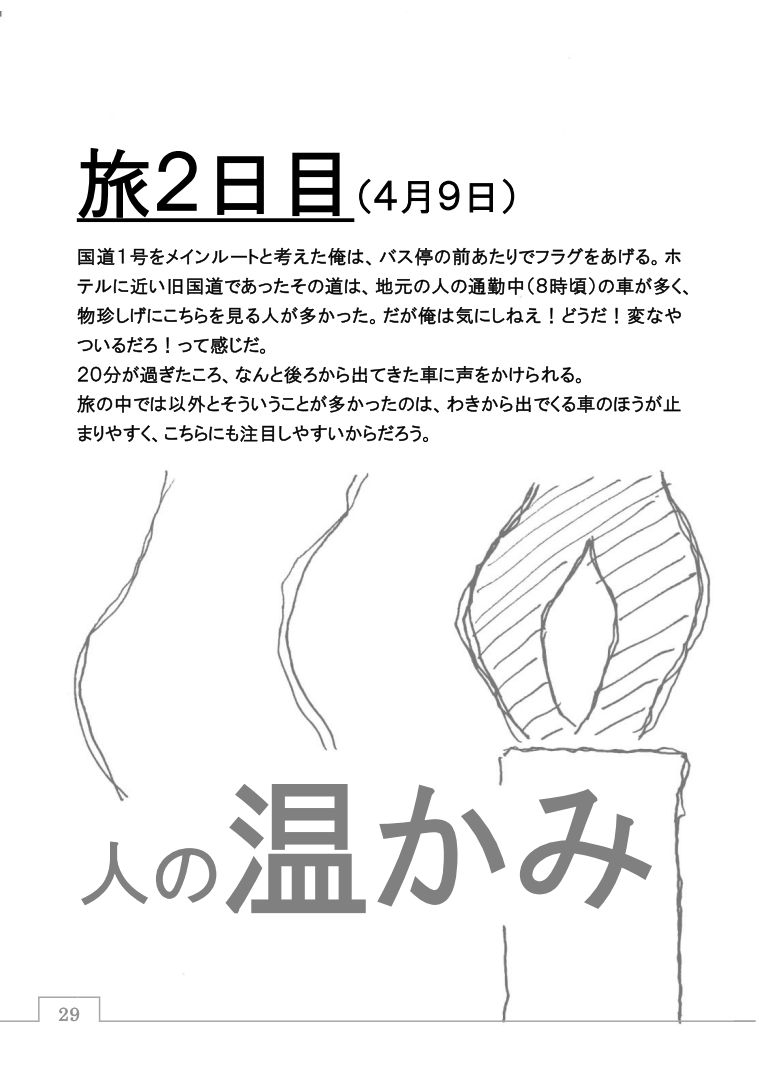 旅2日目（4月9日）
国道1号をメインルートと考えた俺は、バス停の前あたりでフラグをあげる。ホ
テルに近い旧国道であったその道は、地元の人の通勤中（8時頃）の車が多く、
物珍しげにこちらを見る人が多かった。だが俺は気にしねえ！どうだ！変なや
ついるだろ！って感じだ。
20分が過ぎたころ、なんと後ろから出てきた車に声をかけられる。
旅の中では以外とそういうことが多かったのは、わきから出でくる車のほうが止
まりやすく、こちらにも注目しやすいからだろう。
人の温かみ
29